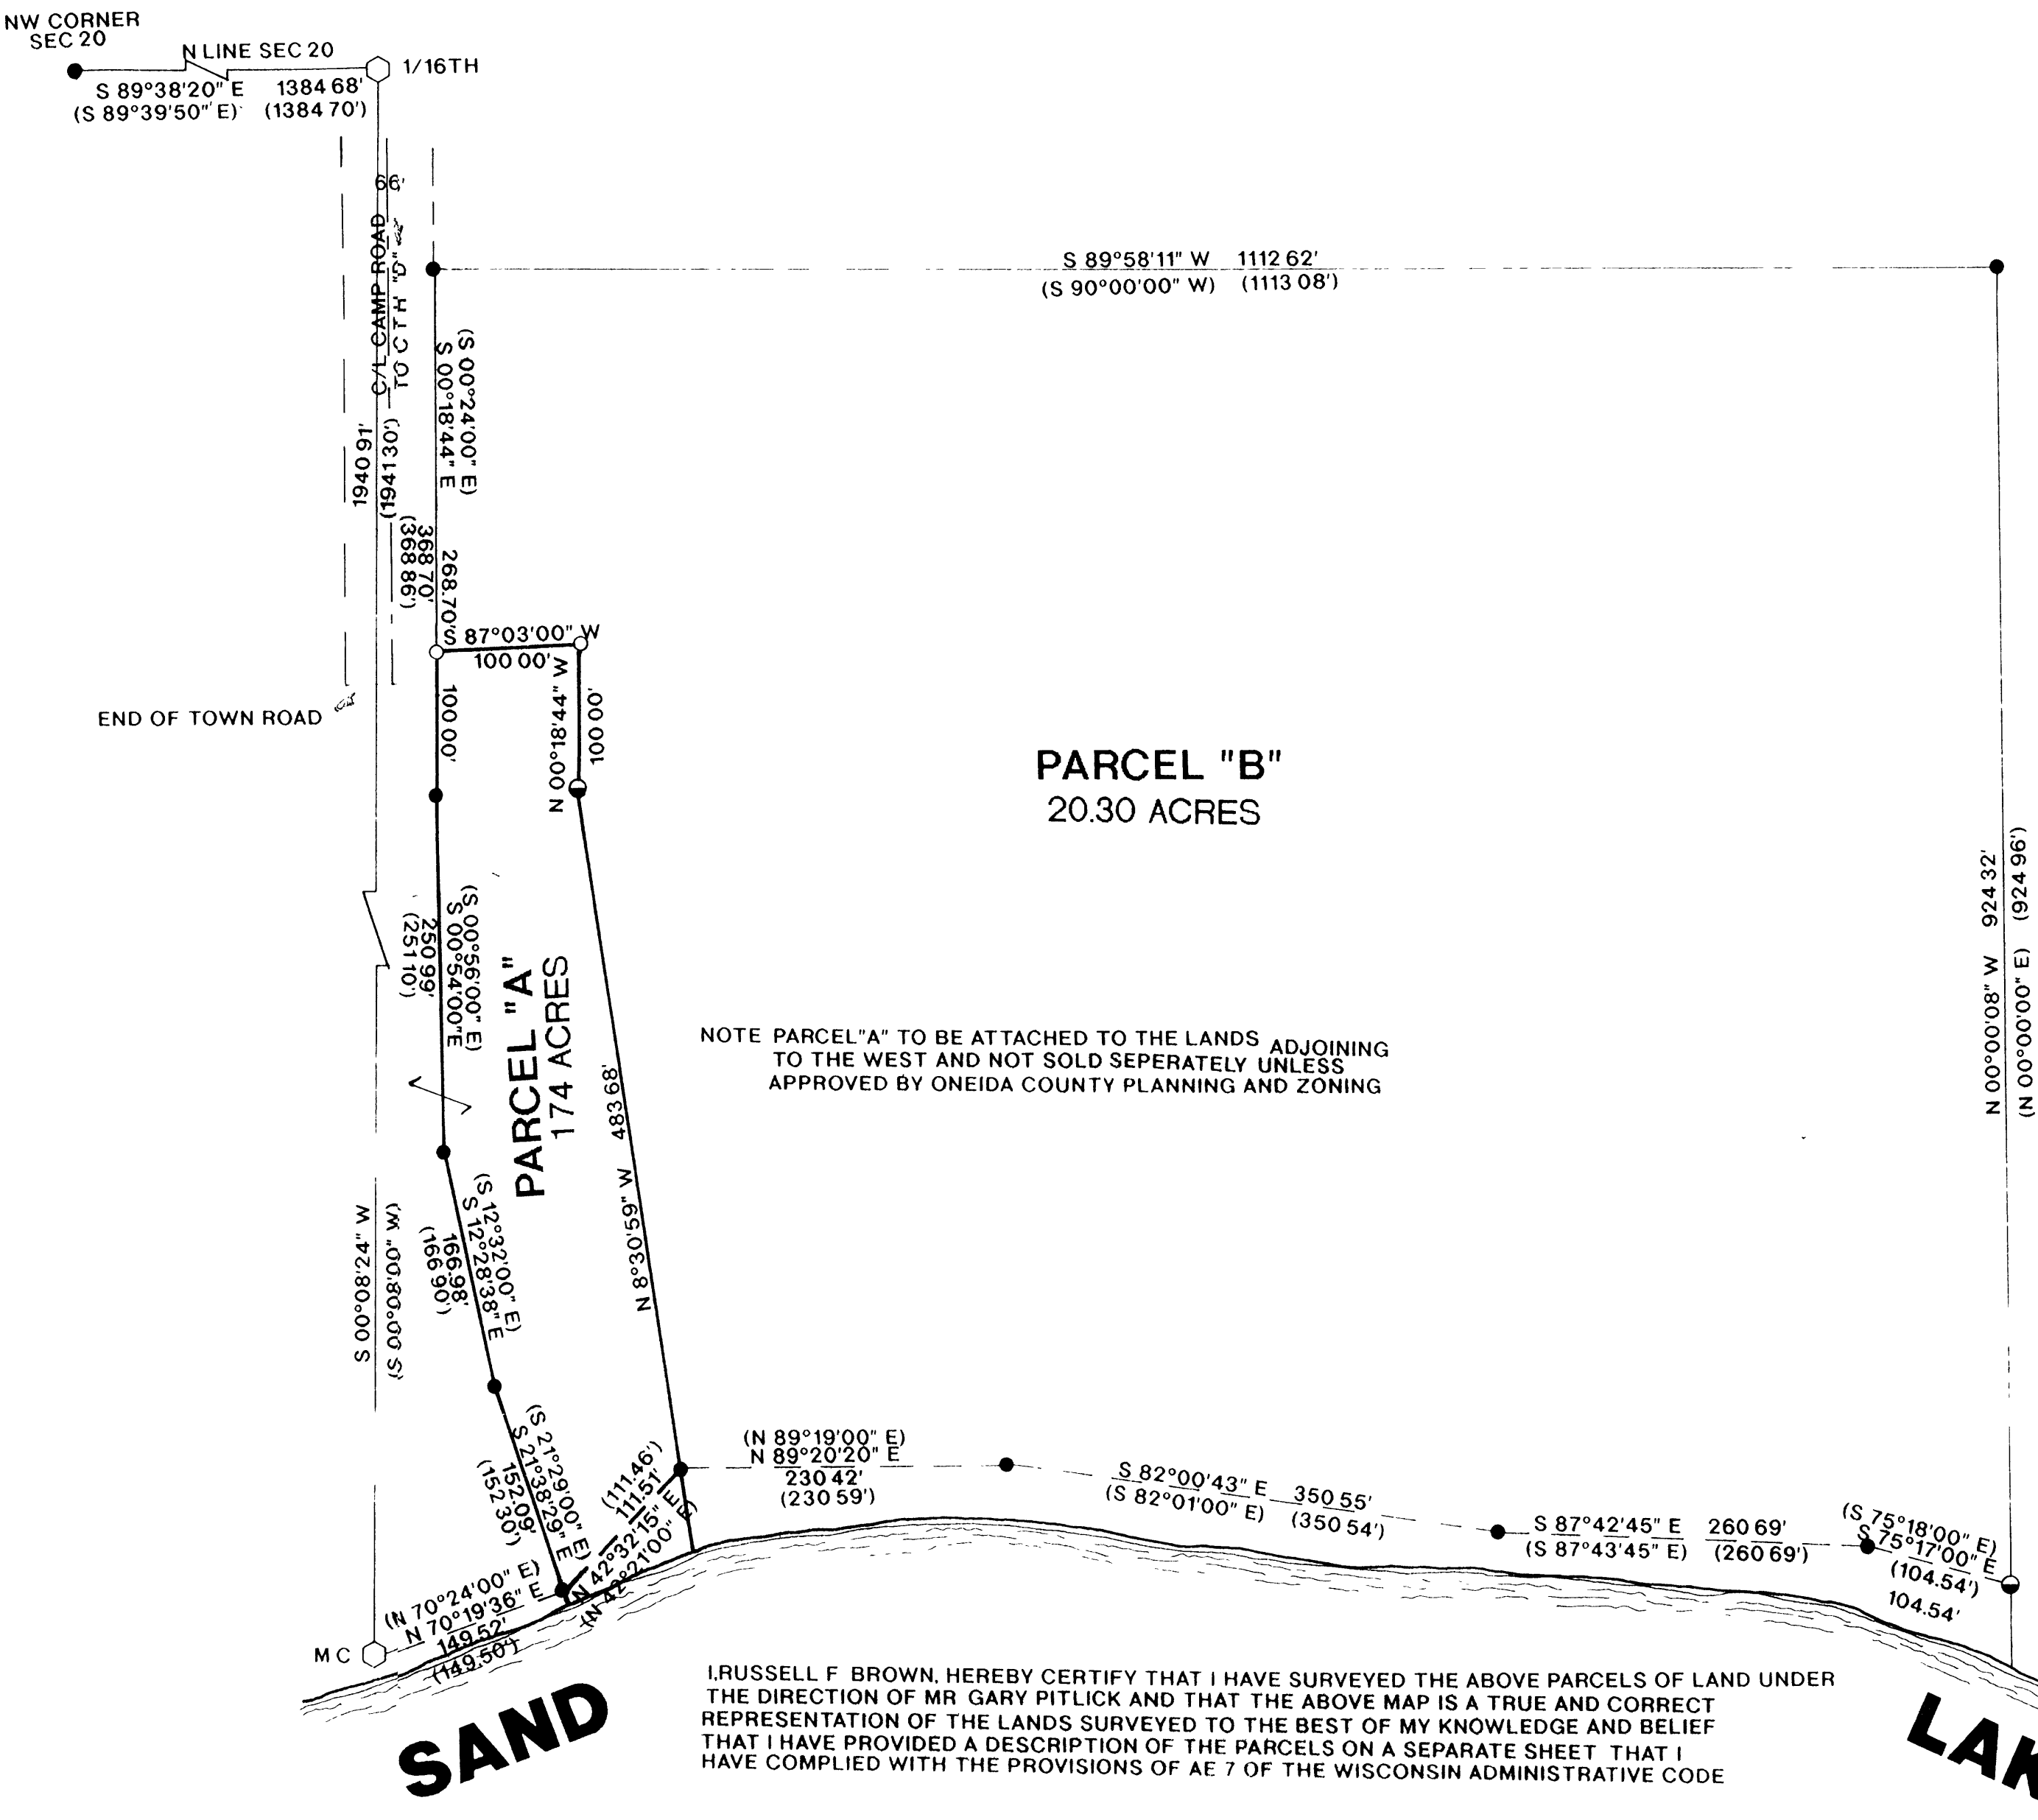 NW CORNER
SEC 20
N LINE SEC 20
1/16TH
S 89°38'20" E 1384 68'
(S 89°39'50" E) (1384 70')
66'
C/L CAMP ROAD
TO C T H "D"
S 89°58'11" W 1112 62'
(S 90°00'00" W) (1113 08')
(S 00°24'00" E)
S 00°18'44" E
1940 91'
(1941 30')
268.70'
368 70'
(368 86')
S 87°03'00" W
100 00'
N 00°18'44" W
100 00'
100 00'
END OF TOWN ROAD
PARCEL "B"
20.30 ACRES
924 32'
(924 96')
N 00°00'08" W
(N 00°00'00" E)
(S 00°56'00" E)
S 00°54'00"E
250 99'
(251 10')
PARCEL "A"
1 74 ACRES
NOTE PARCEL"A" TO BE ATTACHED TO THE LANDS ADJOINING
TO THE WEST AND NOT SOLD SEPERATELY UNLESS
APPROVED BY ONEIDA COUNTY PLANNING AND ZONING
N 8°30'59" W 483 68'
S 00°08'24" W
(S 00°08'00" W)
(S 12°32'00" E)
S 12°28'38" E
166.98'
(166 90')
(S 21°29'00" E)
S 21°38'29" E
152.09'
(152 30')
(111.46')
111.51'
N 42°32'15" E
(N 42°21'00" E)
(N 89°19'00" E)
N 89°20'20" E
230 42'
(230 59')
S 82°00'43" E 350 55'
(S 82°01'00" E) (350 54')
S 87°42'45" E 260 69'
(S 87°43'45" E) (260 69')
(S 75°18'00" E)
S 75°17'00" E
(104.54')
104.54'
(N 70°24'00" E)
N 70°19'36" E
149.52'
(149.50')
M C
I,RUSSELL F BROWN, HEREBY CERTIFY THAT I HAVE SURVEYED THE ABOVE PARCELS OF LAND UNDER
THE DIRECTION OF MR GARY PITLICK AND THAT THE ABOVE MAP IS A TRUE AND CORRECT
REPRESENTATION OF THE LANDS SURVEYED TO THE BEST OF MY KNOWLEDGE AND BELIEF
THAT I HAVE PROVIDED A DESCRIPTION OF THE PARCELS ON A SEPARATE SHEET THAT I
HAVE COMPLIED WITH THE PROVISIONS OF AE 7 OF THE WISCONSIN ADMINISTRATIVE CODE
SAND
LAK